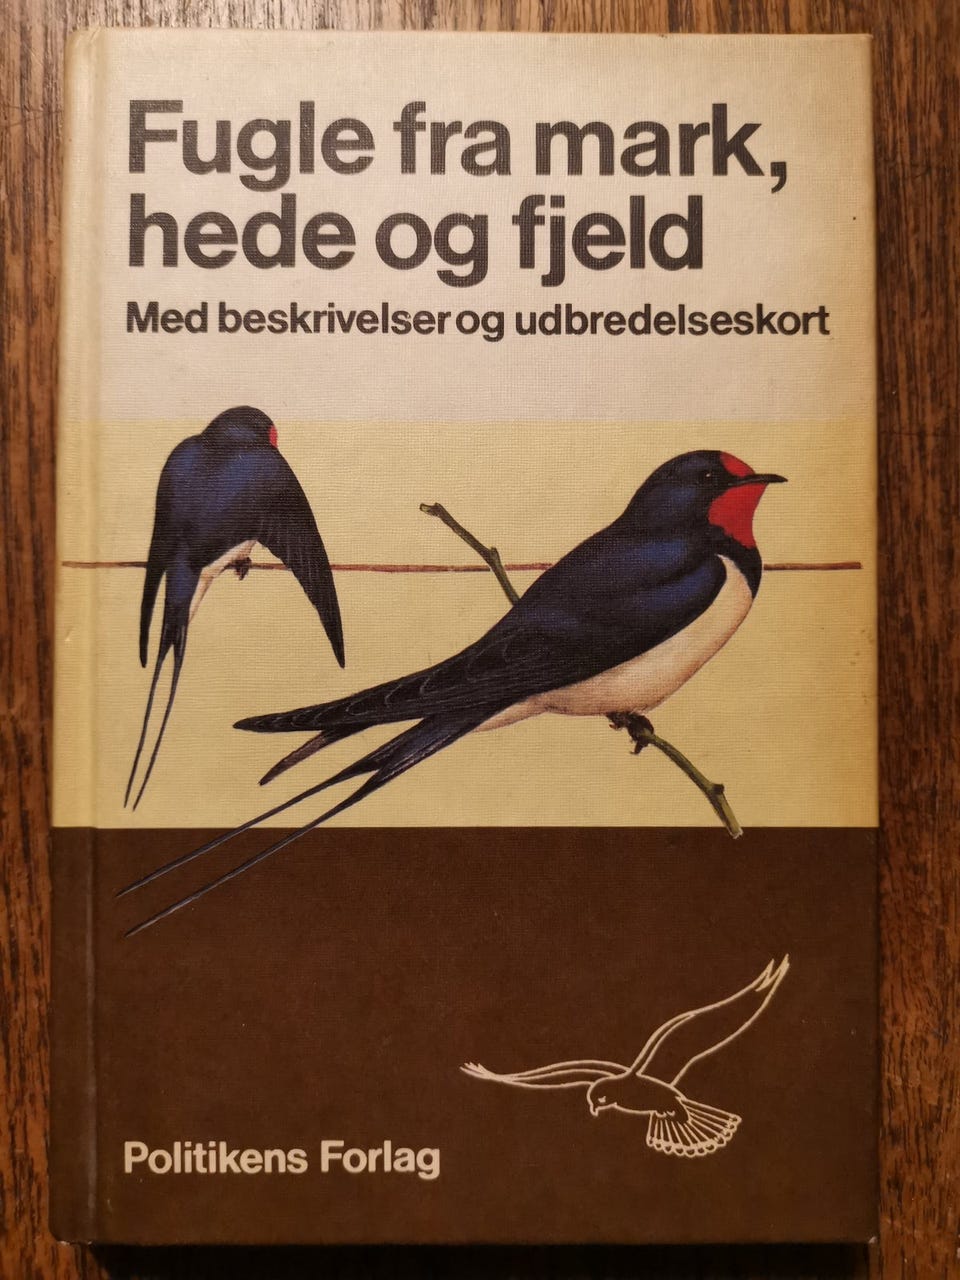 Fugle fra mark,
hede og fjeld
Med beskrivelser og udbredelseskort
Politikens Forlag